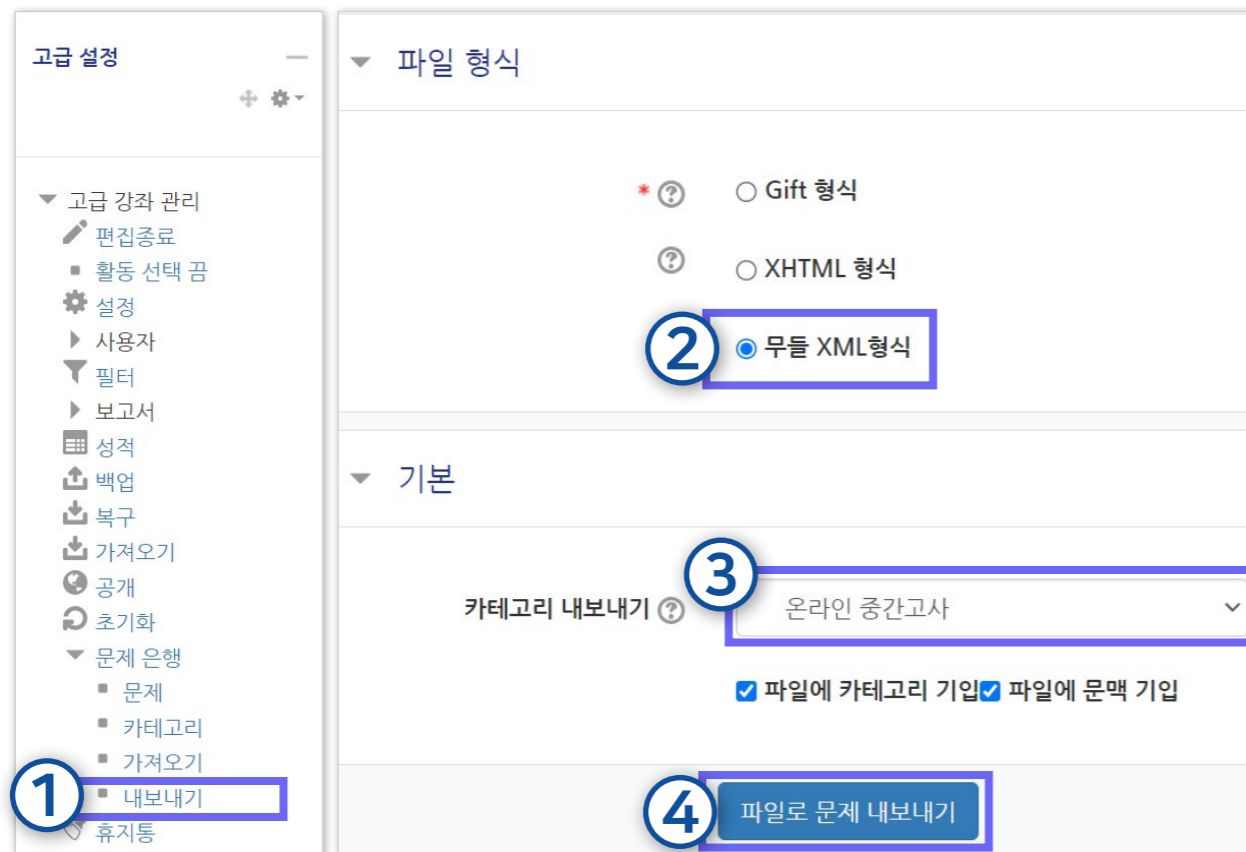 고급 설정
고급 강좌 관리
편집종료
활동 선택 끔
설정
사용자
필터
보고서
성적
백업
복구
가져오기
공개
초기화
문제 은행
문제
카테고리
가져오기
1 내보내기
휴지통
파일 형식
* Gift 형식
XHTML 형식
2 무들 XML형식
기본
3
카테고리 내보내기 온라인 중간고사
파일에 카테고리 기입 파일에 문맥 기입
4 파일로 문제 내보내기